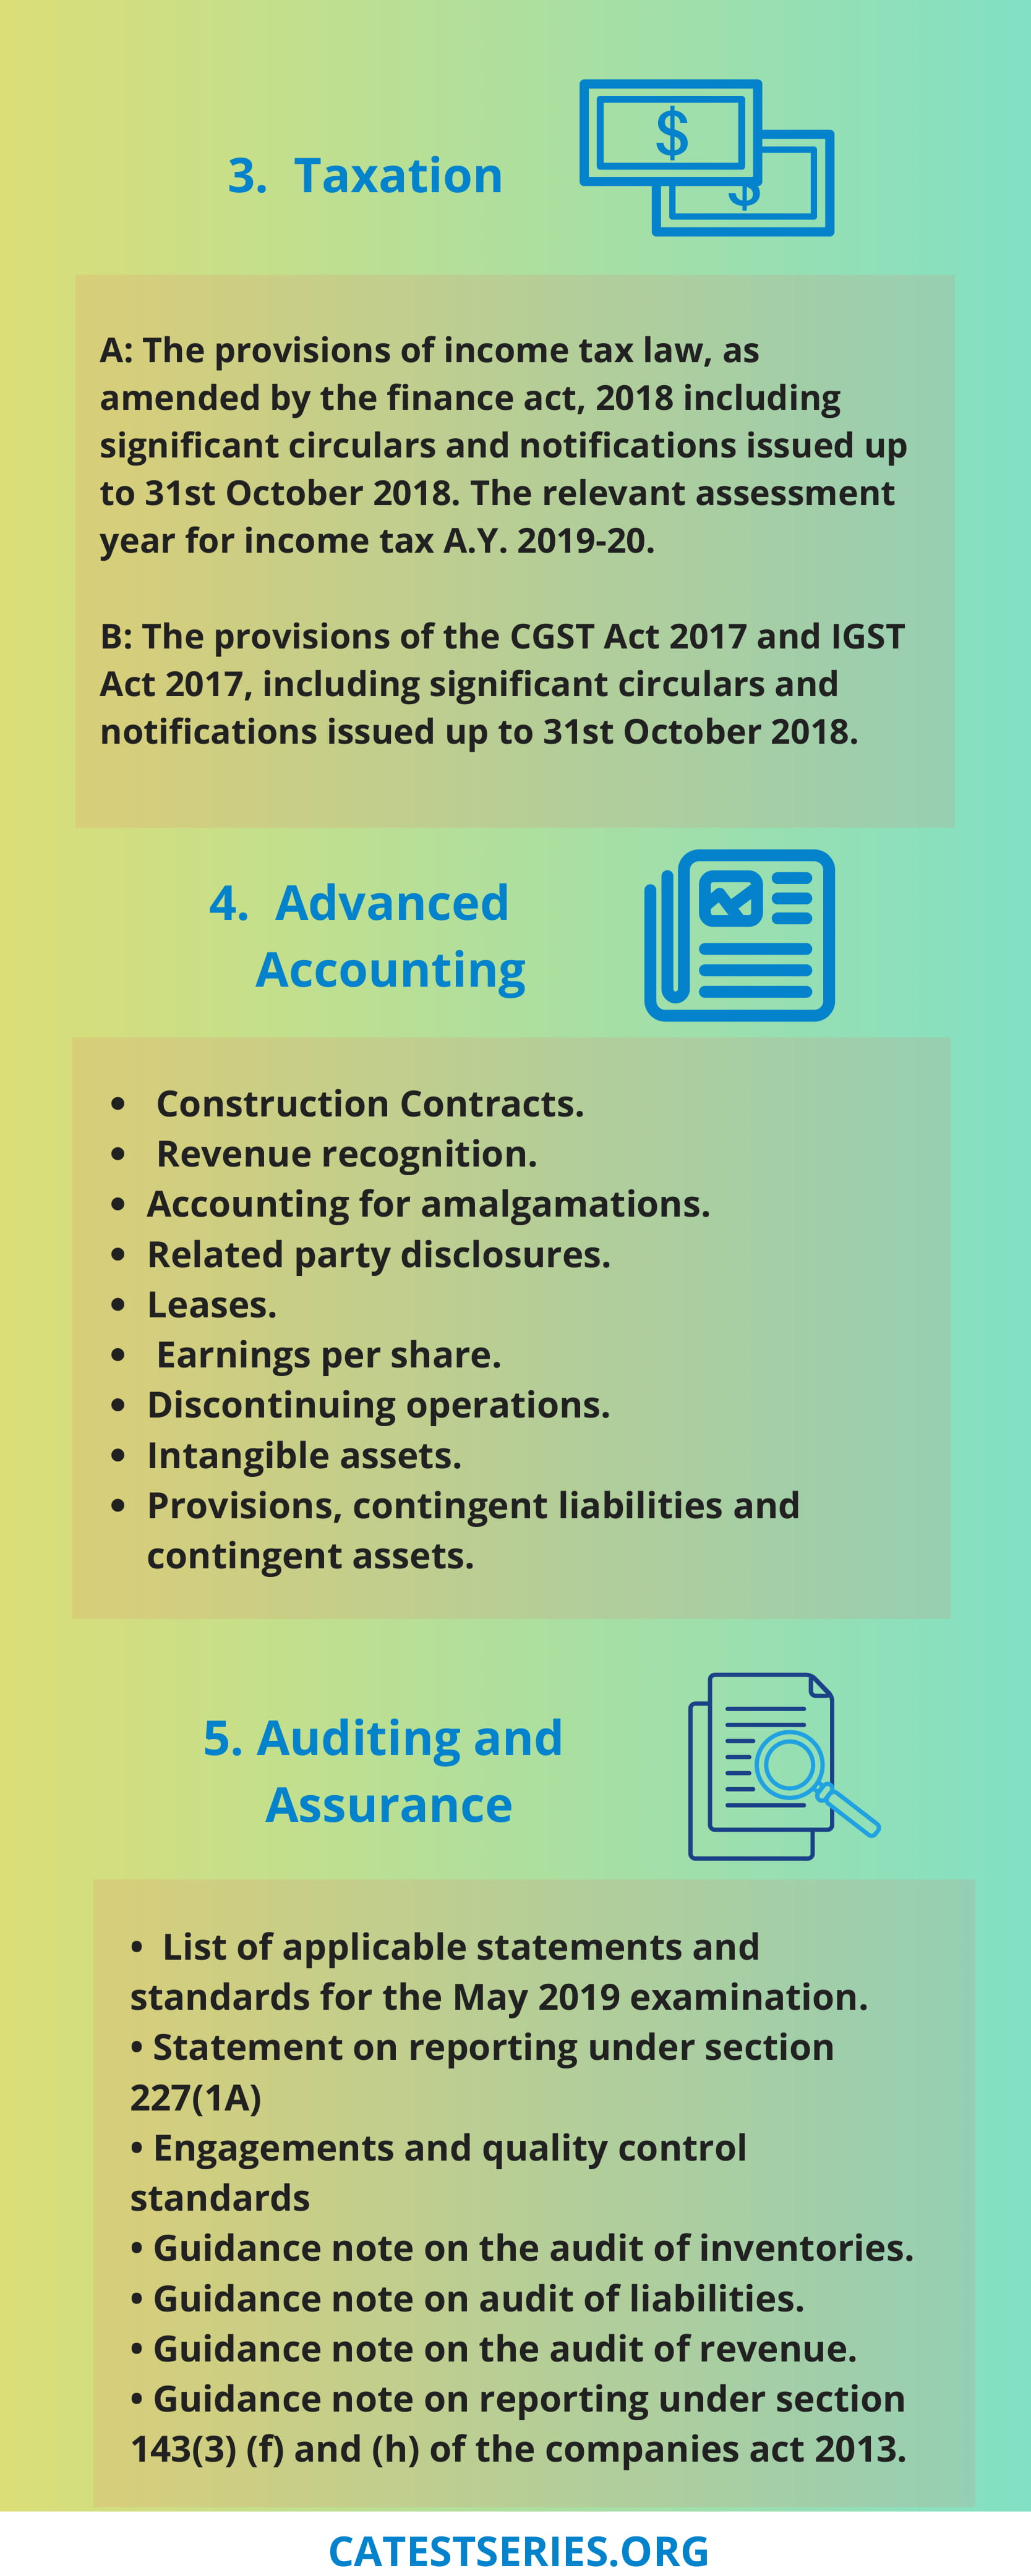 $
$
3. Taxation
A: The provisions of income tax law, as
amended by the finance act, 2018 including
significant circulars and notifications issued up
to 31st October 2018. The relevant assessment
year for income tax A.Y. 2019-20.
B: The provisions of the CGST Act 2017 and IGST
Act 2017, including significant circulars and
notifications issued up to 31st October 2018.
4. Advanced
Accounting
• Construction Contracts.
• Revenue recognition.
• Accounting for amalgamations.
• Related party disclosures.
• Leases.
• Earnings per share.
• Discontinuing operations.
• Intangible assets.
• Provisions, contingent liabilities and
contingent assets.
5. Auditing and
Assurance
• List of applicable statements and
standards for the May 2019 examination.
• Statement on reporting under section
227(1A)
• Engagements and quality control
standards
• Guidance note on the audit of inventories.
• Guidance note on audit of liabilities.
• Guidance note on the audit of revenue.
• Guidance note on reporting under section
143(3) (f) and (h) of the companies act 2013.
CATESTSERIES.ORG